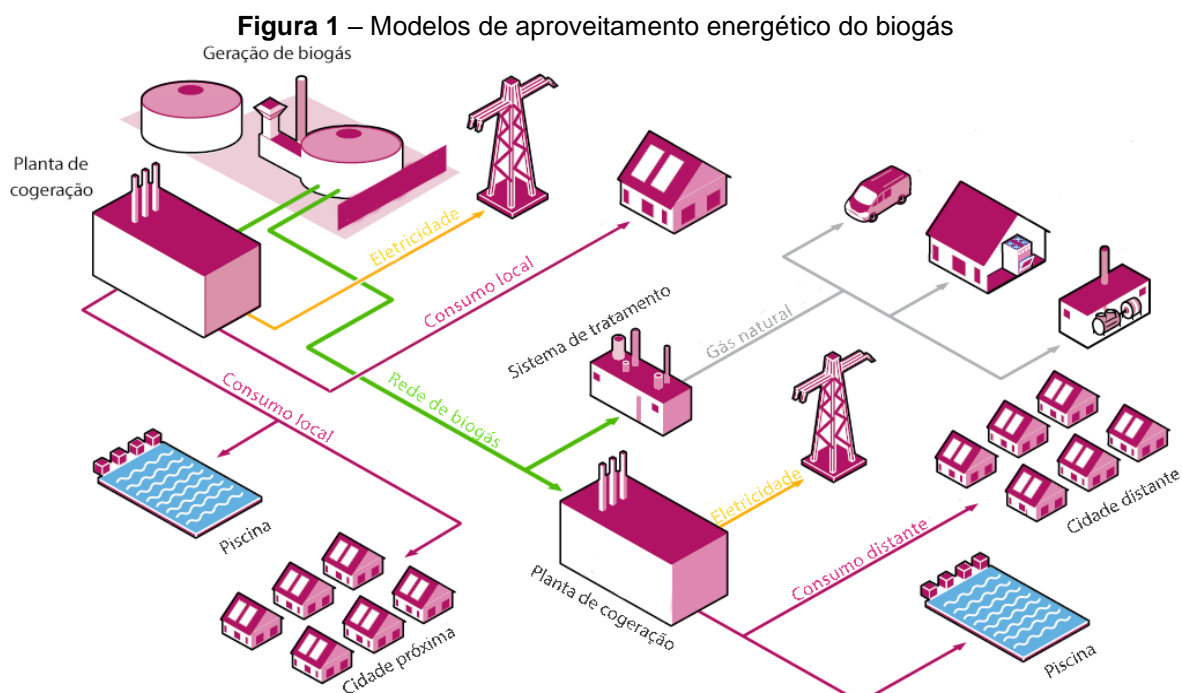 Figura 1 – Modelos de aproveitamento energético do biogás
Geração de biogás
Planta de
cogeração
Eletricidade
Consumo local
Sistema de tratamento
Gás natural
Consumo local
Rede de biogás
Piscina
Cidade próxima
Planta de cogeração
Eletricidade
Consumo distante
Cidade distante
Piscina